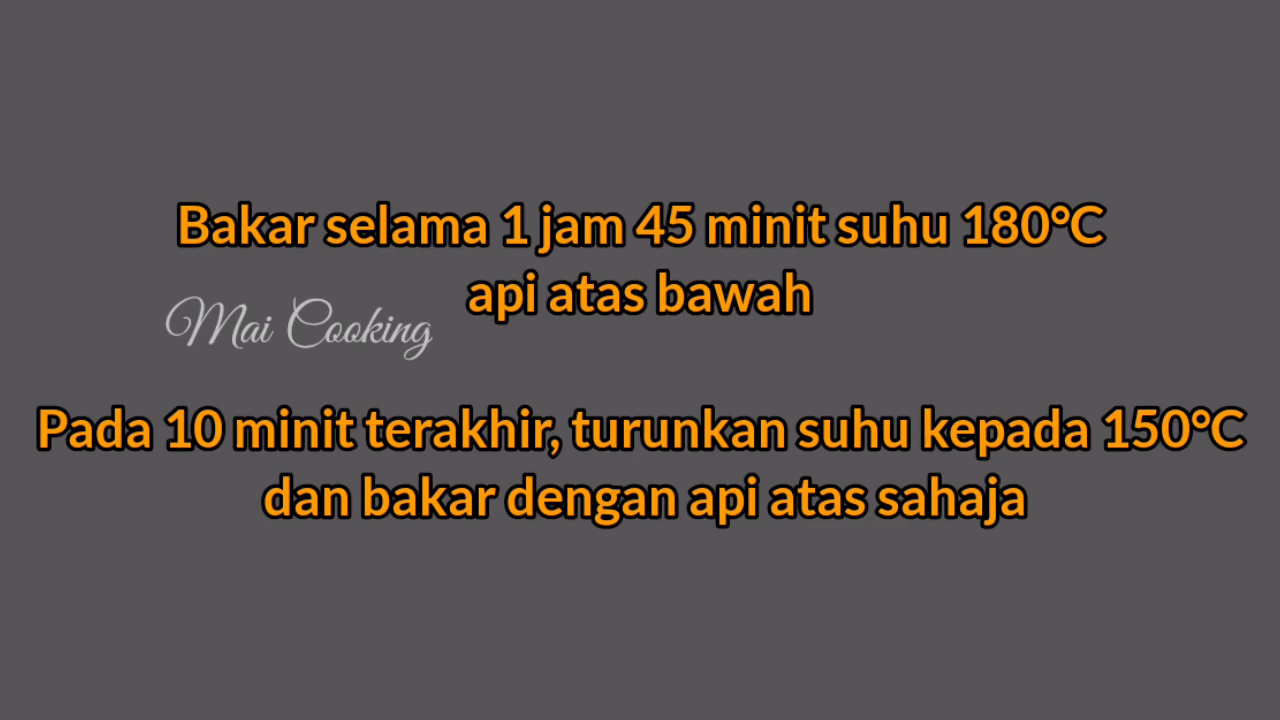 Bakar selama 1 jam 45 minit suhu 180°C
api atas bawah
Mai Cooking
Pada 10 minit terakhir, turunkan suhu kepada 150°C
dan bakar dengan api atas sahaja